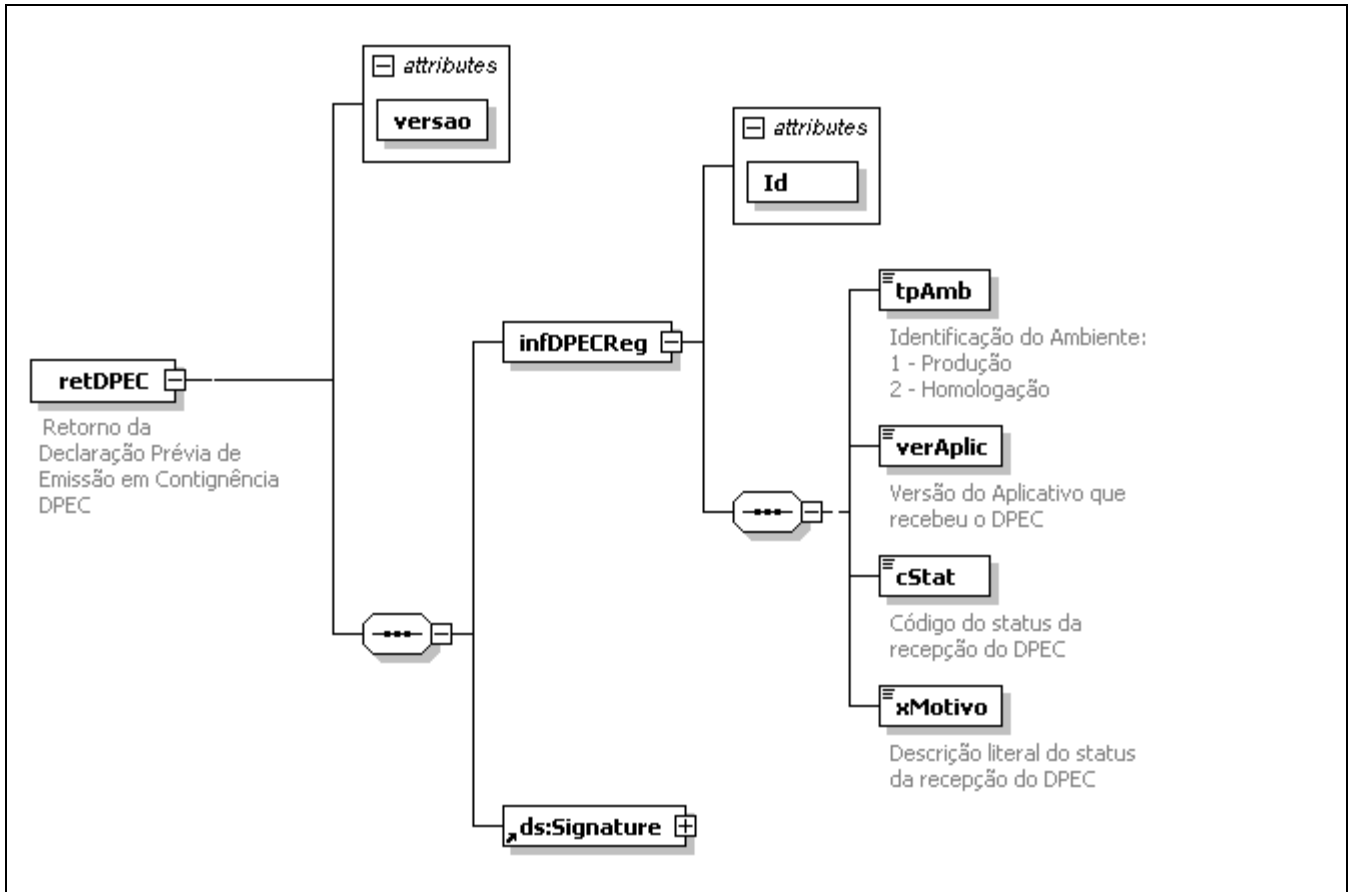 attributes
versao
attributes
Id
retDPEC
Retorno da
Declaração Prévia de
Emissão em Contignência
DPEC
infDPECReg
tpAmb
Identificação do Ambiente:
1 - Produção
2 - Homologação
verAplic
Versão do Aplicativo que
recebeu o DPEC
cStat
Código do status da
recepção do DPEC
xMotivo
Descrição literal do status
da recepção do DPEC
ds:Signature